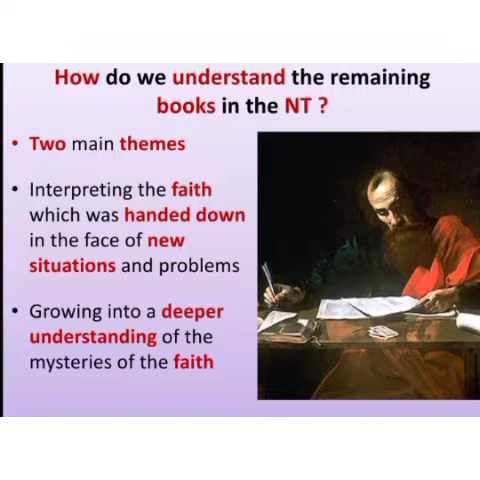 How do we understand the remaining
books in the NT ?
• Two main themes
• Interpreting the faith
which was handed down
in the face of new
situations and problems
• Growing into a deeper
understanding of the
mysteries of the faith